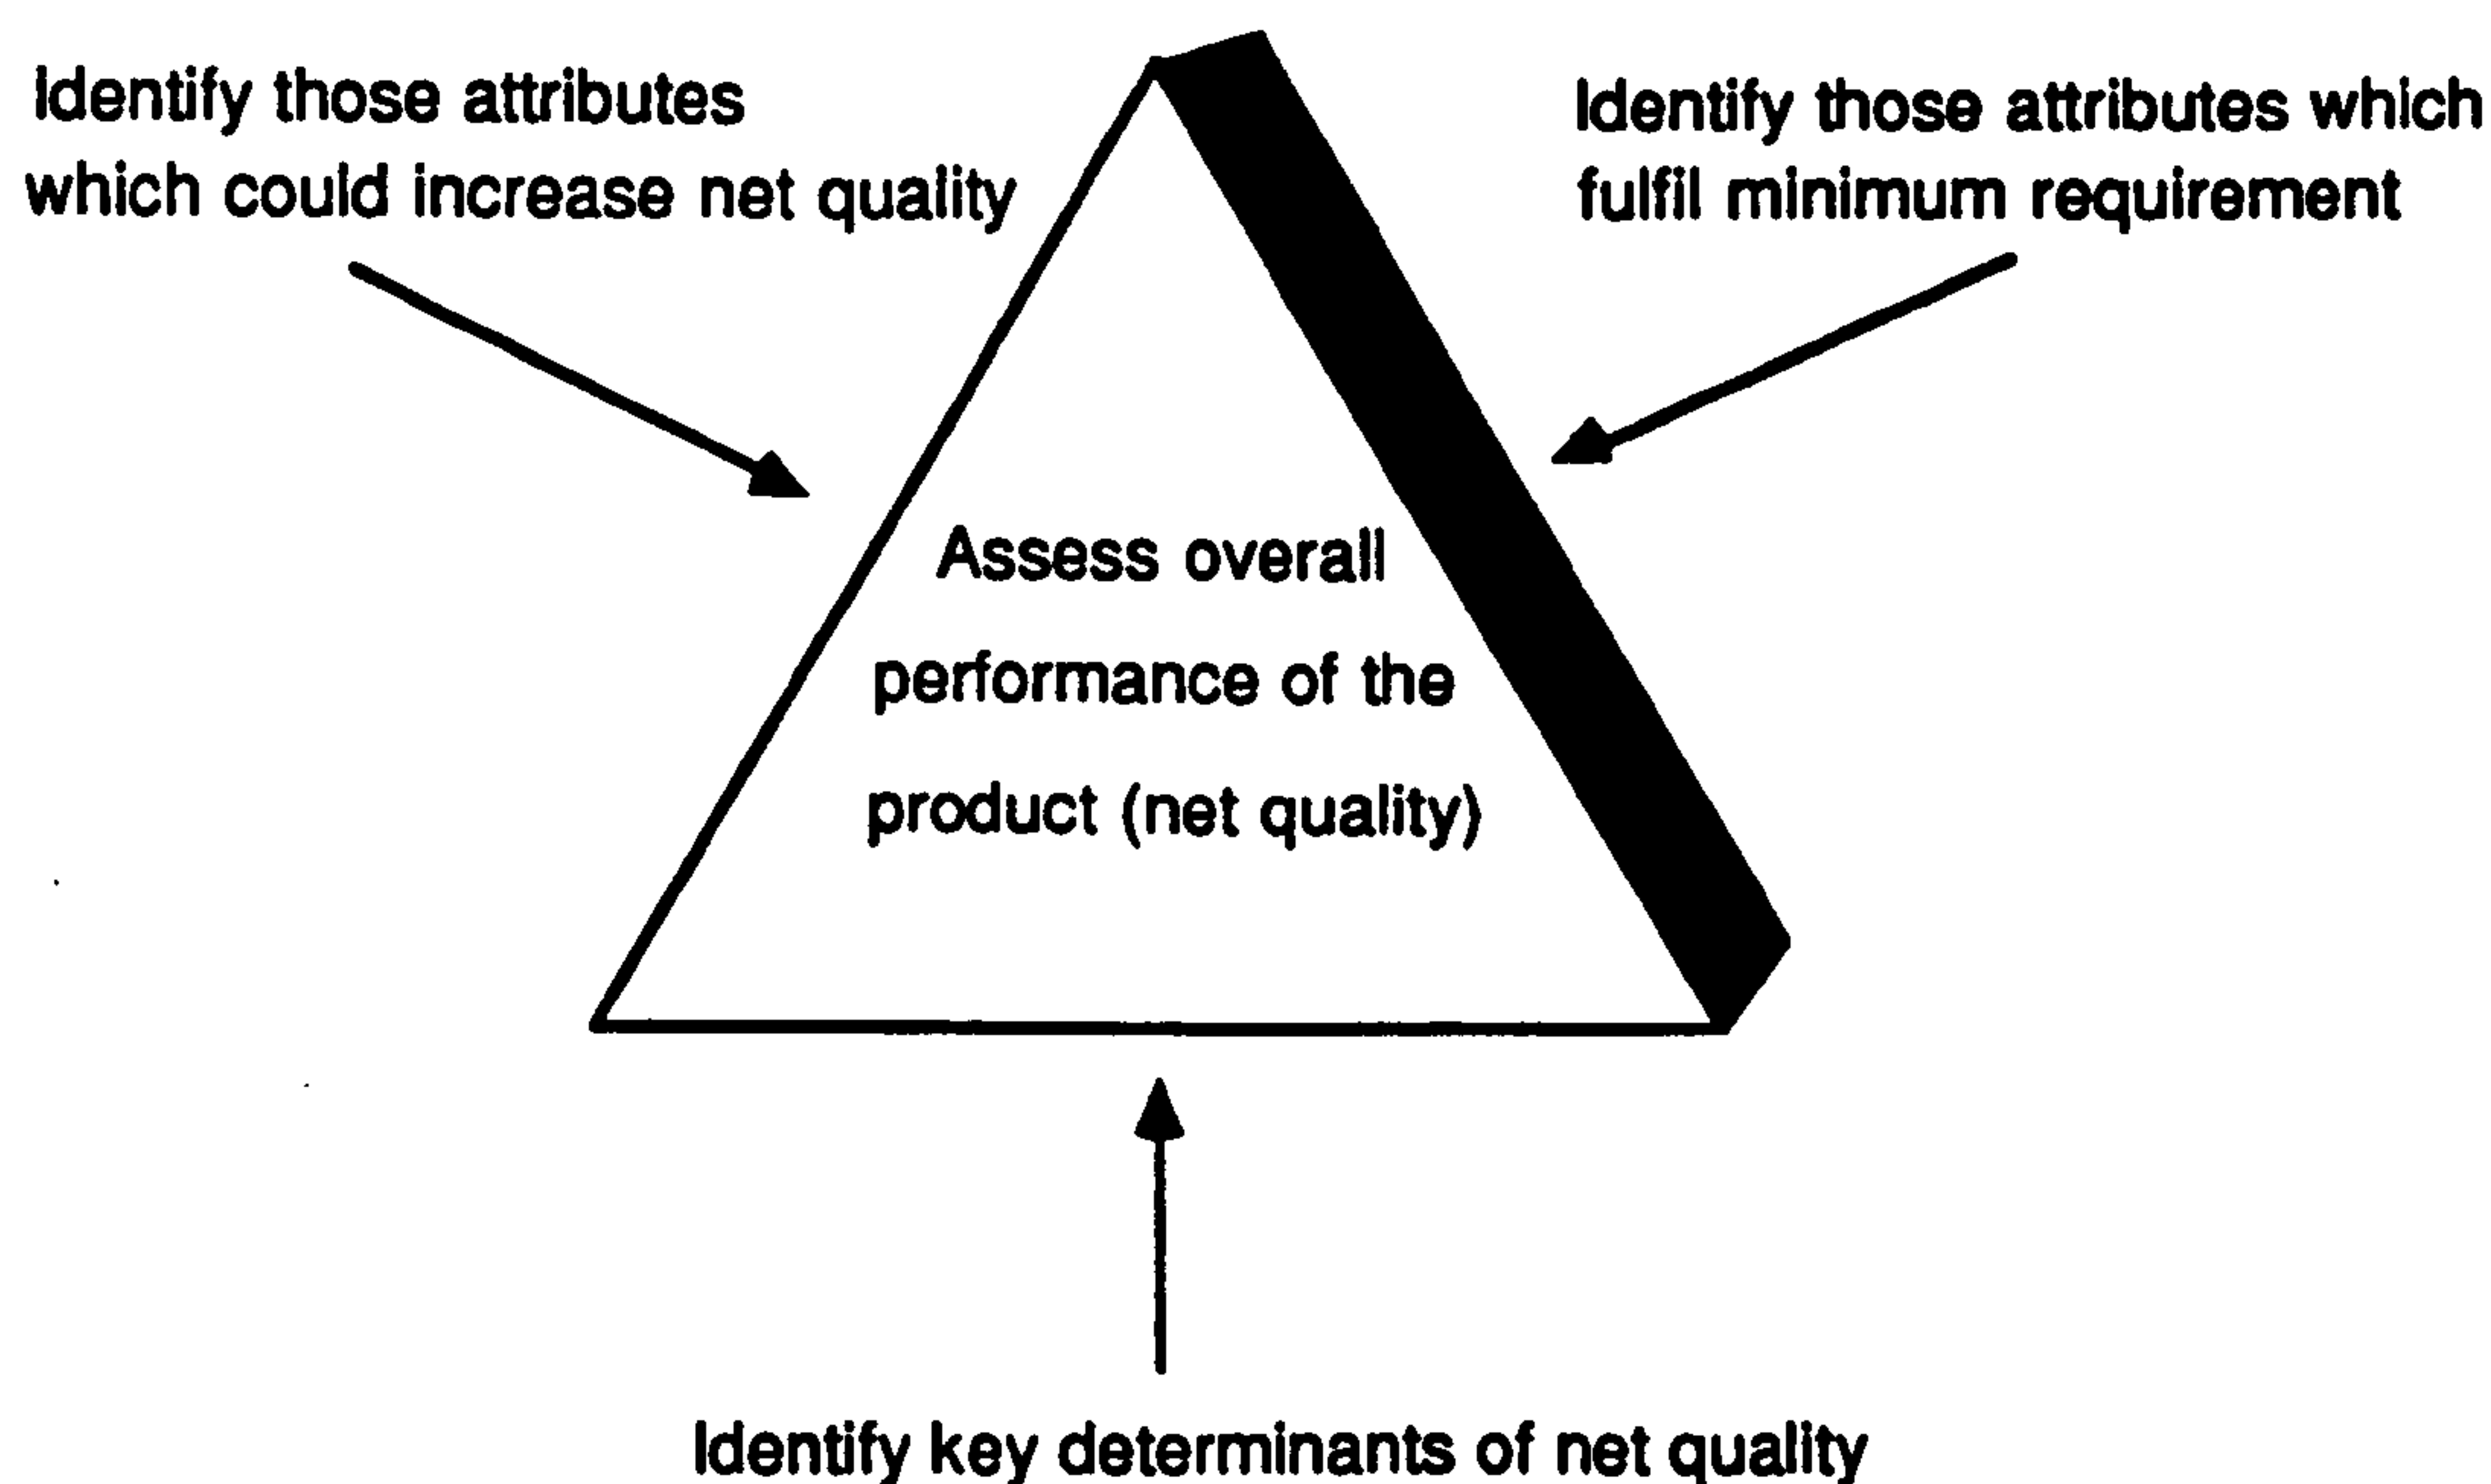 Identify those attributes
which could increase net quality
Identify those attributes which
fulfil minimum requirement
Assess overall
performance of the
product (net quality)
Identify key determinants of net quality